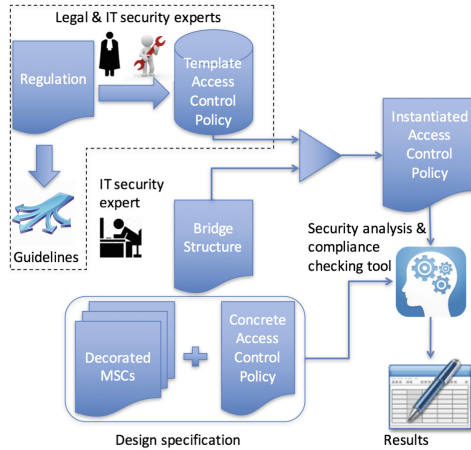 Legal & IT security experts
Regulation
Template
Access
Control
Policy
Instantiated
Access
Control
Policy
IT security
expert
Guidelines
Bridge
Structure
Security analysis &
compliance
checking tool
Decorated
MSCs
Concrete
Access
Control
Policy
Design specification
Results